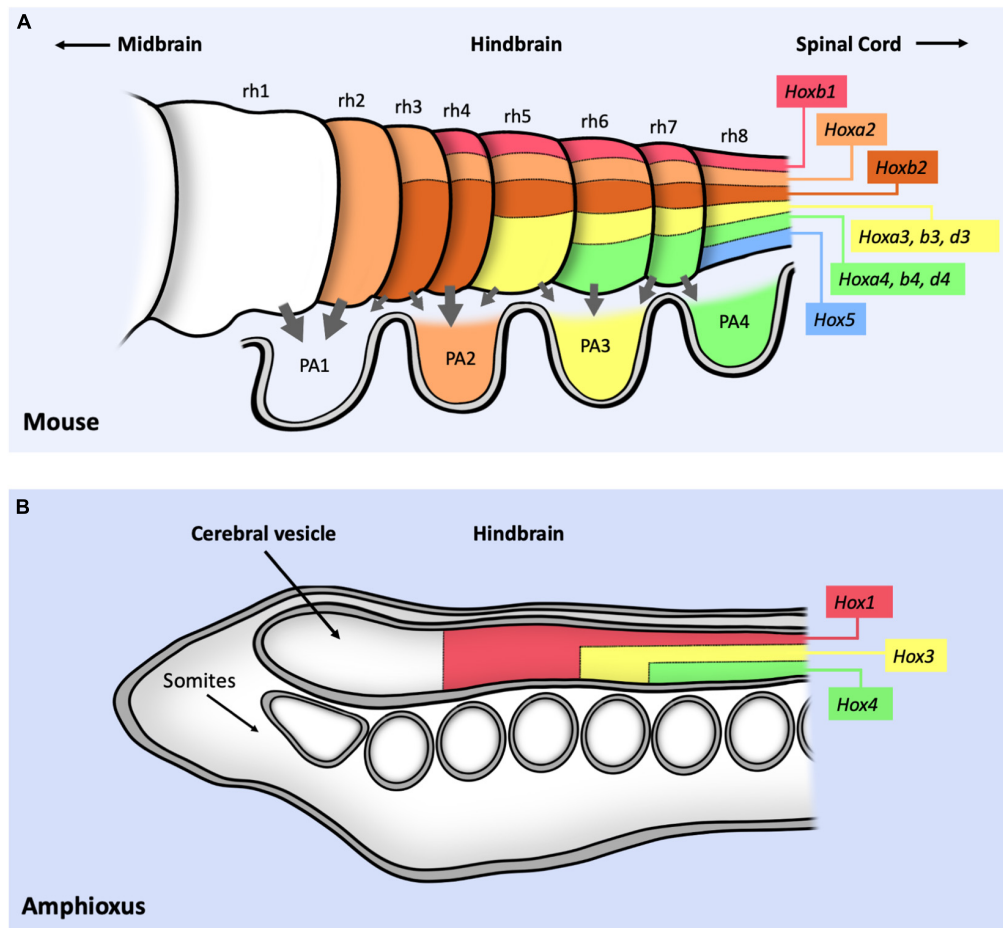 A
Midbrain
Hindbrain
Spinal Cord
rh1
rh2
rh3
rh4
rh5
rh6
rh7
rh8
Hoxb1
Hoxa2
Hoxb2
Hoxa3, b3, d3
Hoxa4, b4, d4
Hox5
PA1
PA2
PA3
PA4
Mouse
B
Cerebral vesicle
Hindbrain
Hox1
Hox3
Hox4
Somites
Amphioxus